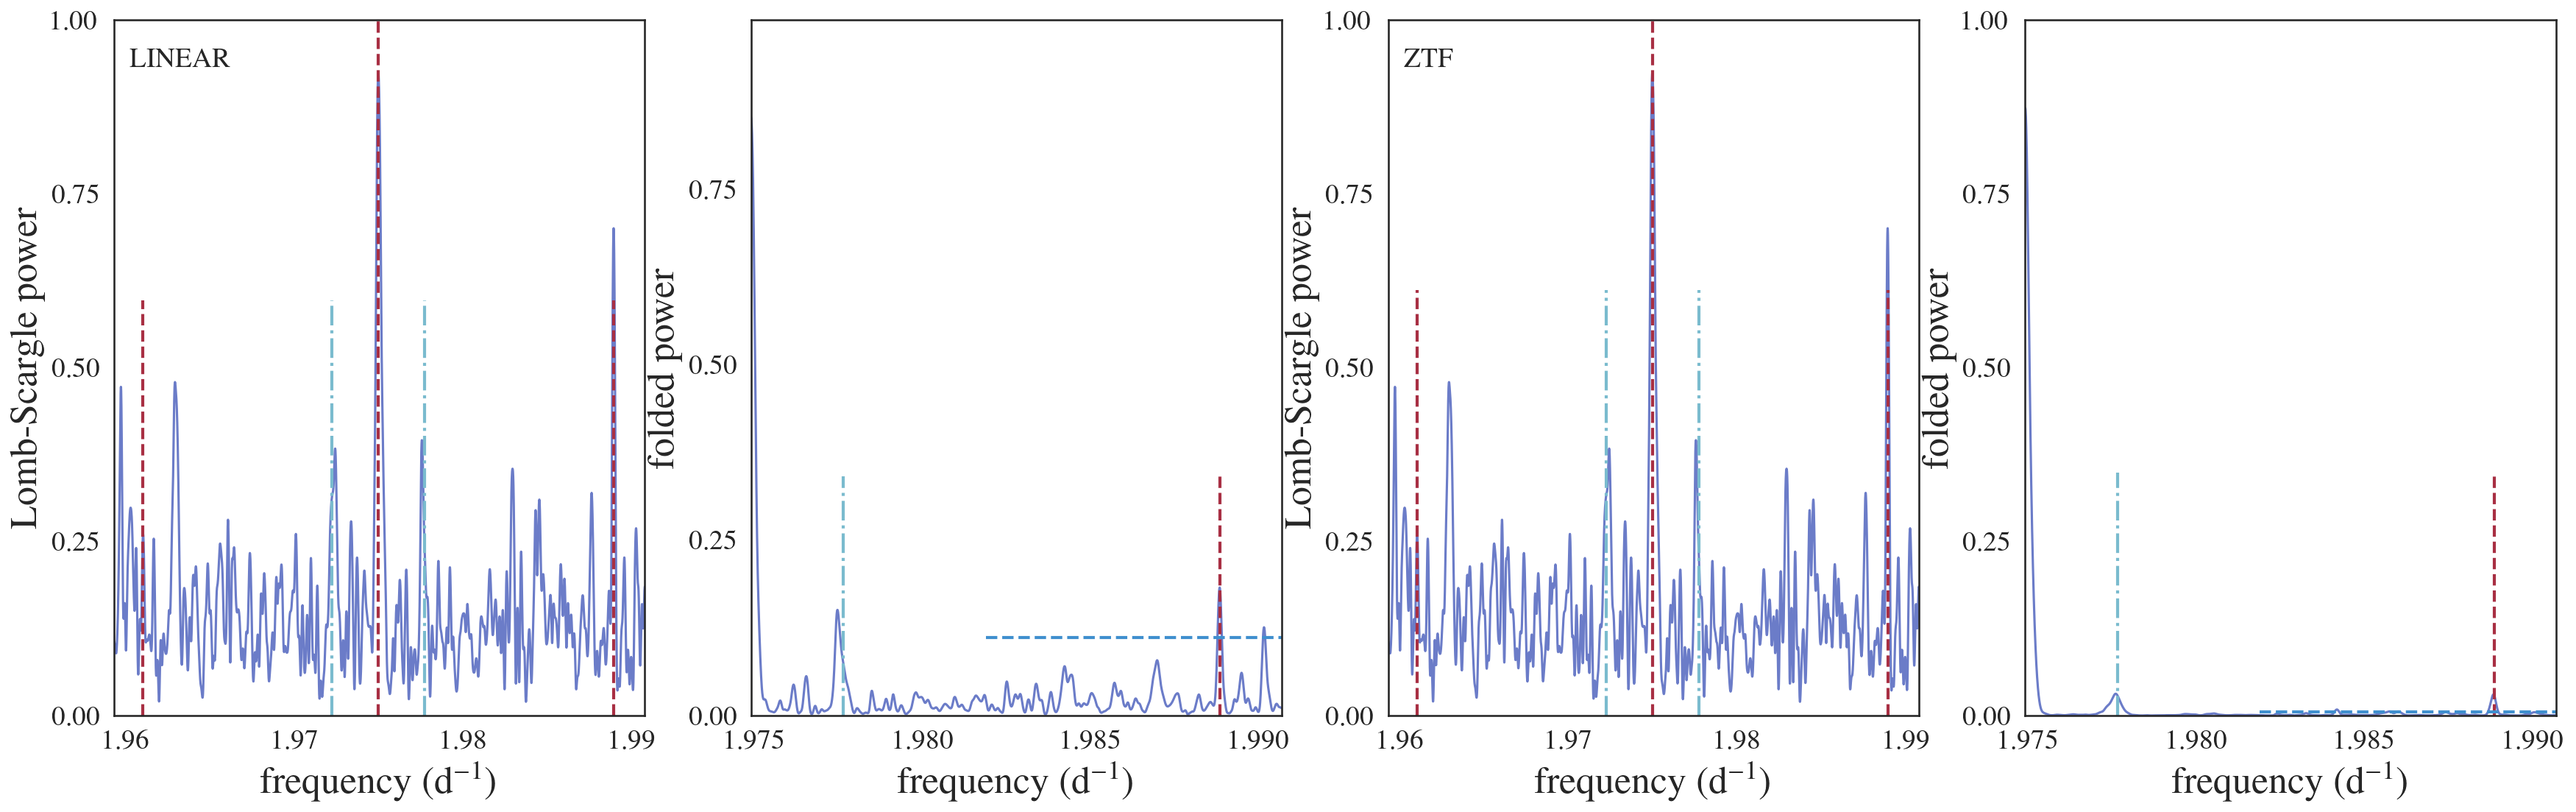 LINEAR
Lomb-Scargle power
1.00
0.75
0.50
0.25
0.00
1.96 1.97 1.98 1.99
frequency (d⁻¹)
folded power
0.75
0.50
0.25
0.00
1.975 1.980 1.985 1.990
frequency (d⁻¹)
ZTF
Lomb-Scargle power
1.00
0.75
0.50
0.25
0.00
1.96 1.97 1.98 1.99
frequency (d⁻¹)
folded power
1.00
0.75
0.50
0.25
0.00
1.975 1.980 1.985 1.990
frequency (d⁻¹)